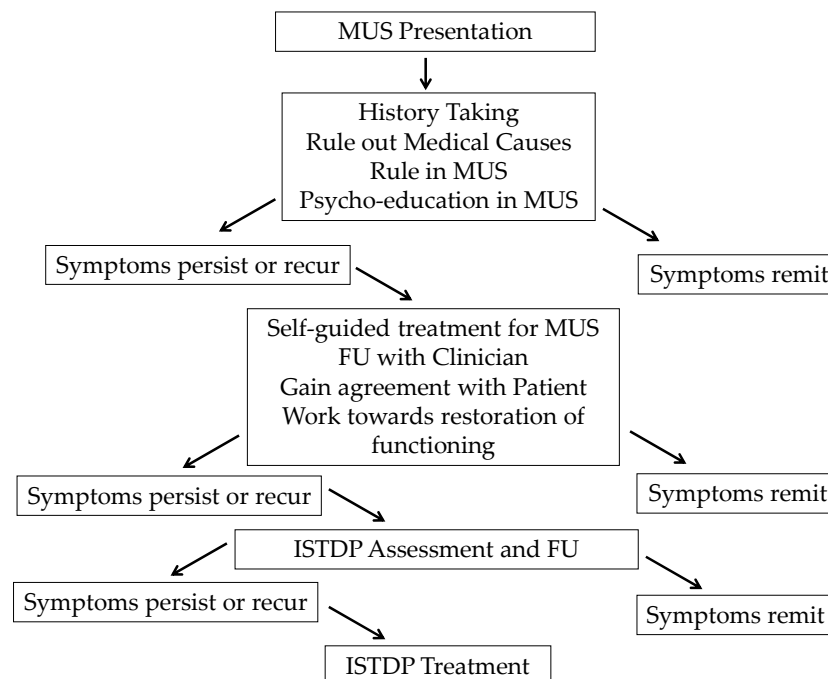 MUS Presentation
History Taking
Rule out Medical Causes
Rule in MUS
Psycho-education in MUS
Symptoms persist or recur
Symptoms remit
Self-guided treatment for MUS
FU with Clinician
Gain agreement with Patient
Work towards restoration of
functioning
Symptoms persist or recur
Symptoms remit
ISTDP Assessment and FU
Symptoms persist or recur
Symptoms remit
ISTDP Treatment